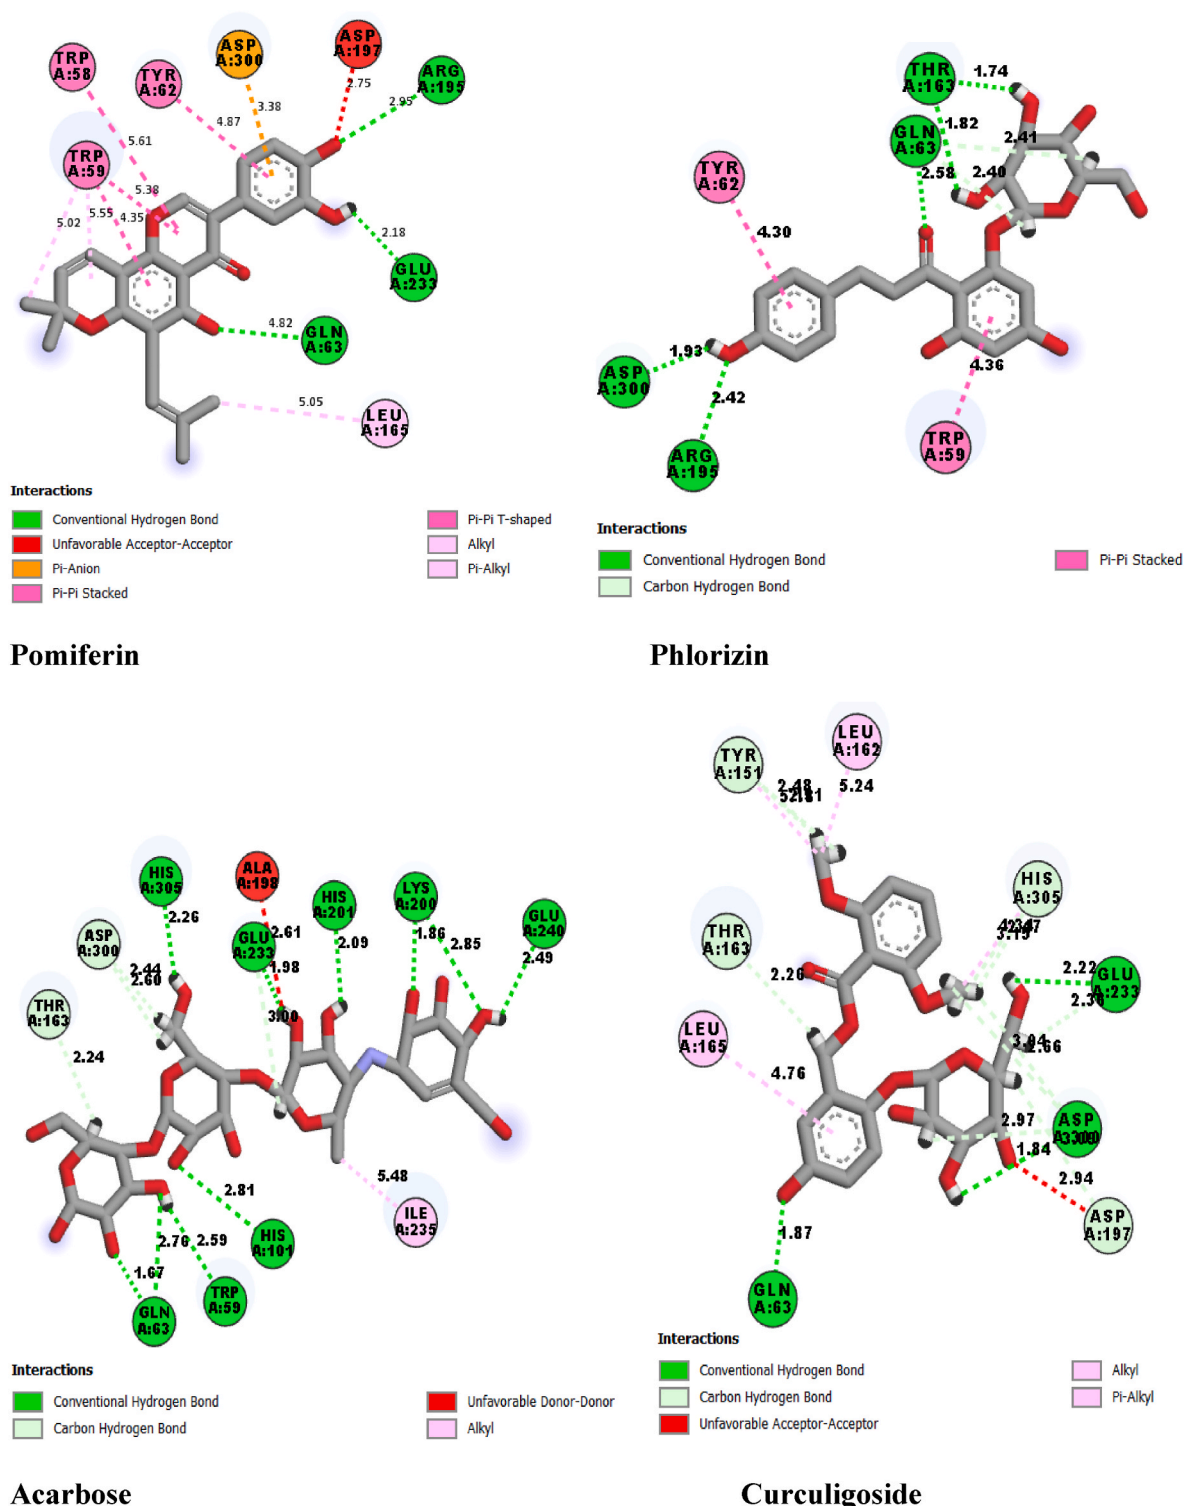 TRP
A:58
TYR
A:62
ASP
A:300
ASP
A:197
ARG
A:195
TRP
A:59
GLU
A:233
GLN
A:63
LEU
A:165
5.61
4.87
3.38
2.75
2.95
5.38
5.55
4.35
5.02
2.18
4.82
5.05
Interactions
Conventional Hydrogen Bond
Unfavorable Acceptor-Acceptor
Pi-Anion
Pi-Pi Stacked
Pi-Pi T-shaped
Alkyl
Pi-Alkyl
Pomiferin
THR
A:163
GLN
A:63
TYR
A:62
ASP
A:300
ARG
A:195
TRP
A:59
1.74
1.82
2.41
2.40
2.58
4.30
1.93
2.42
4.36
Interactions
Conventional Hydrogen Bond
Carbon Hydrogen Bond
Pi-Pi Stacked
Phlorizin
HIS
A:305
ALA
A:198
HIS
A:201
LYS
A:200
GLU
A:240
GLU
A:233
ASP
A:300
THR
A:163
ILE
A:235
HIS
A:101
TRP
A:59
GLN
A:63
2.26
2.61
1.98
2.09
1.86
2.85
2.49
2.44
2.60
3.00
2.24
5.48
2.81
2.76
2.59
1.67
Interactions
Conventional Hydrogen Bond
Carbon Hydrogen Bond
Unfavorable Donor-Donor
Alkyl
Acarbose
TYR
A:151
LEU
A:162
HIS
A:305
THR
A:163
GLU
A:233
LEU
A:165
ASP
A:300
ASP
A:197
GLN
A:63
2.48
5.24
2.26
2.22
4.76
2.97
1.84
2.94
1.87
Interactions
Conventional Hydrogen Bond
Carbon Hydrogen Bond
Unfavorable Acceptor-Acceptor
Alkyl
Pi-Alkyl
Curculigoside